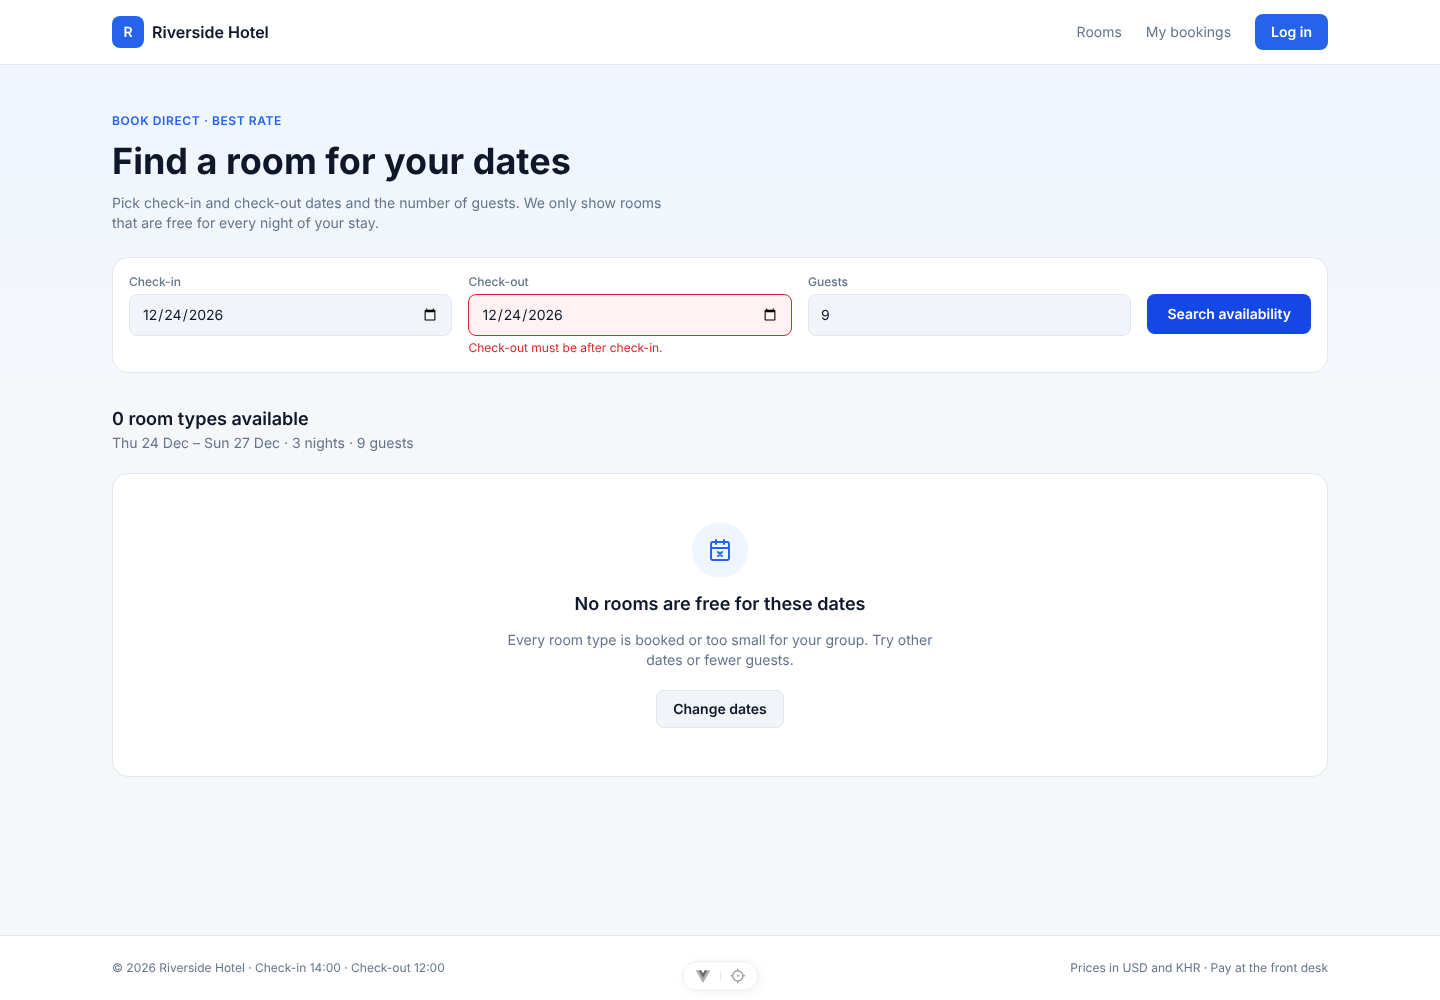 R Riverside Hotel
Rooms My bookings Log in
BOOK DIRECT · BEST RATE
Find a room for your dates
Pick check-in and check-out dates and the number of guests. We only show rooms
that are free for every night of your stay.
Check-in Check-out Guests
12/24/2026 12/24/2026 9 Search availability
Check-out must be after check-in.
0 room types available
Thu 24 Dec – Sun 27 Dec · 3 nights · 9 guests
No rooms are free for these dates
Every room type is booked or too small for your group. Try other
dates or fewer guests.
Change dates
© 2026 Riverside Hotel · Check-in 14:00 · Check-out 12:00
Prices in USD and KHR · Pay at the front desk